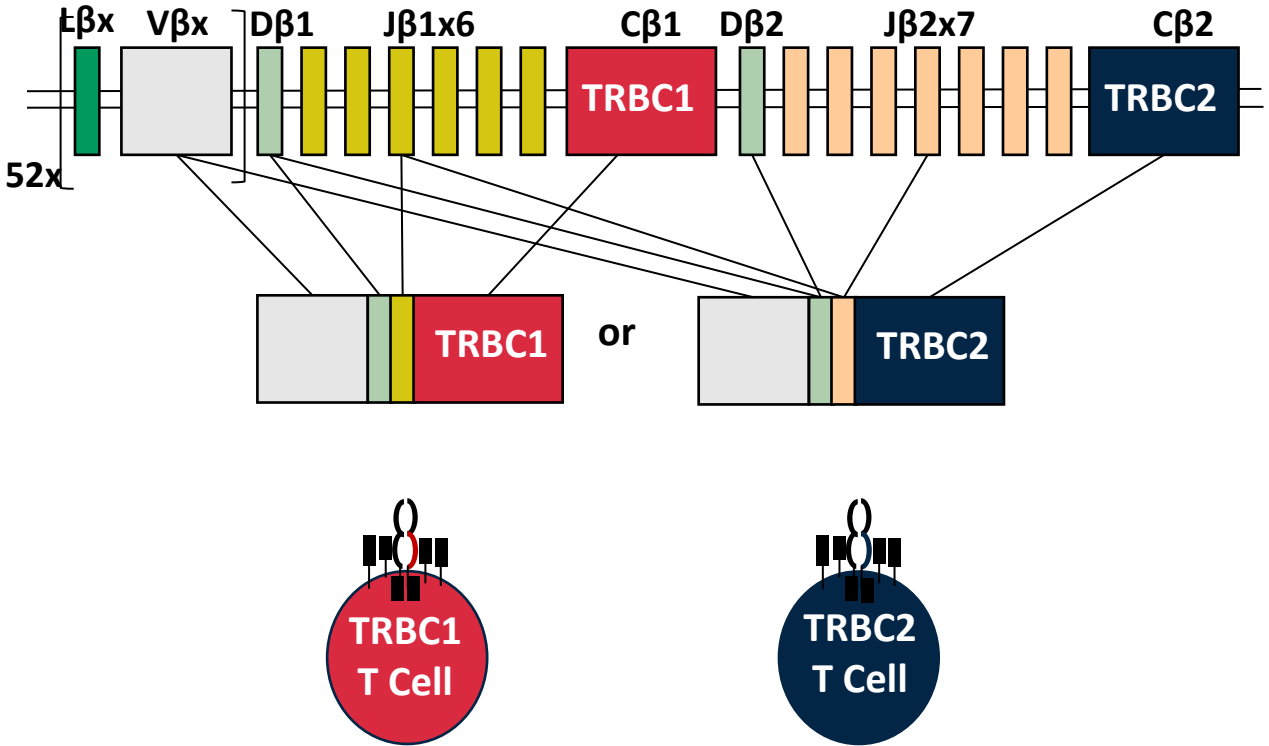 Lβx Vβx Dβ1 Jβ1x6 Cβ1 Dβ2 Jβ2x7 Cβ2
TRBC1 TRBC2
52x
TRBC1 or TRBC2
TRBC1
T Cell
TRBC2
T Cell